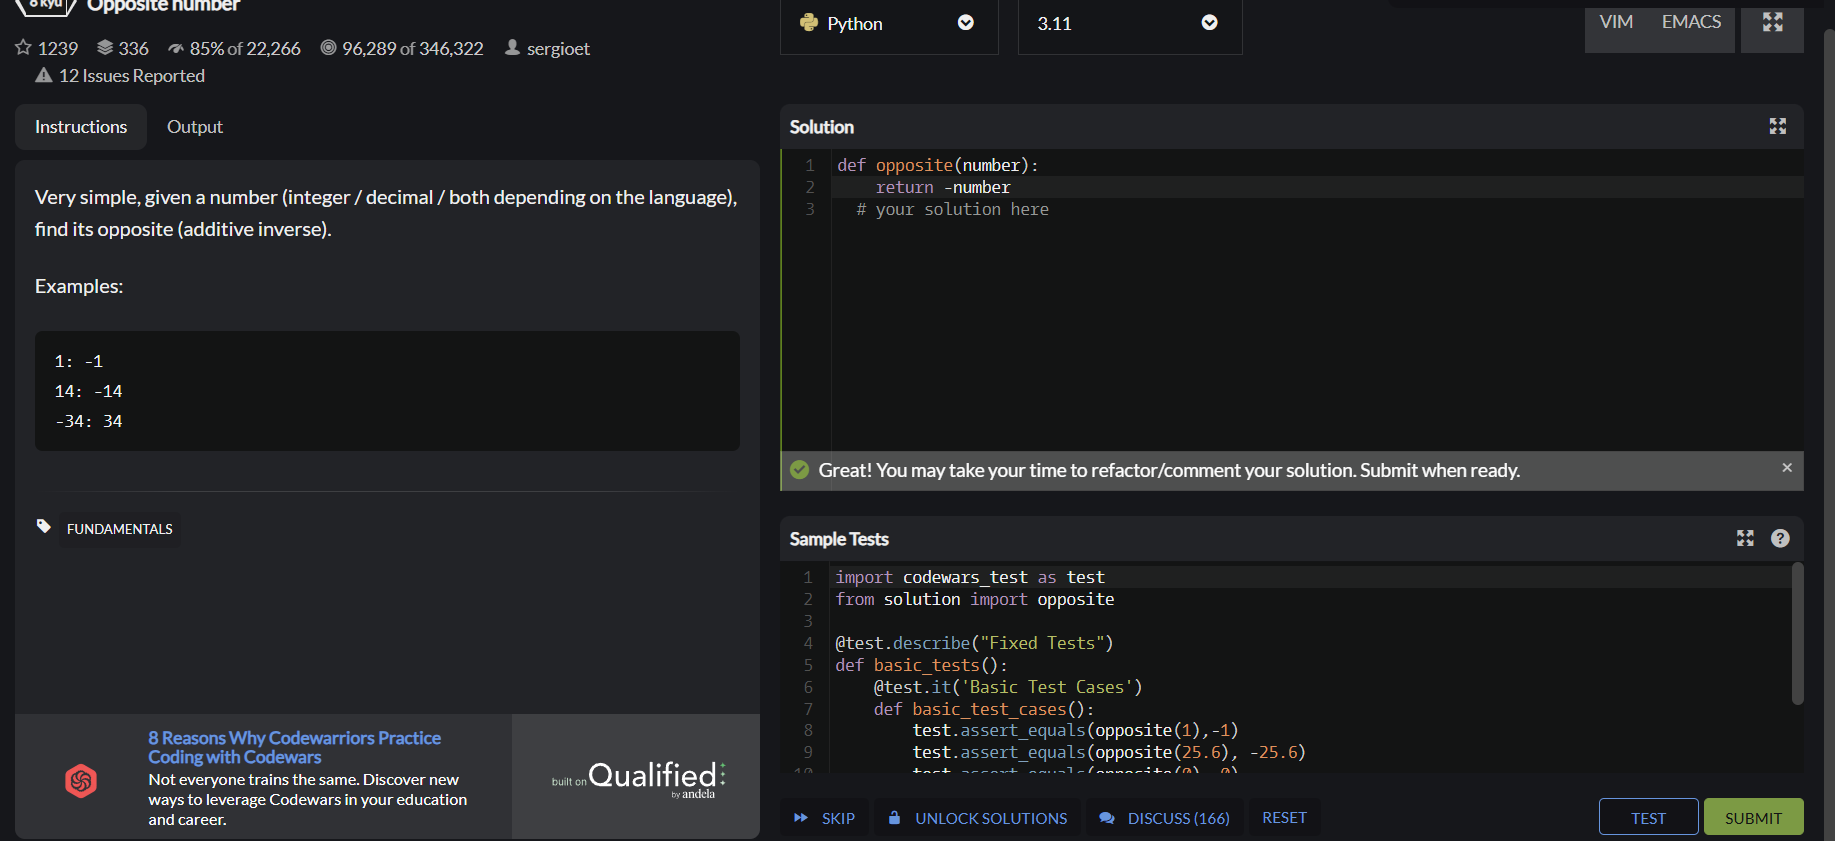 8 kyu
Opposite number
1239 336 85% of 22,266 96,289 of 346,322 sergioet
12 Issues Reported
Python
3.11
VIM EMACS
Instructions Output
Very simple, given a number (integer / decimal / both depending on the language),
find its opposite (additive inverse).
Examples:
1: -1
14: -14
-34: 34
FUNDAMENTALS
8 Reasons Why Codewarriors Practice
Coding with Codewars
Not everyone trains the same. Discover new
ways to leverage Codewars in your education
and career.
built on Qualified
by andela
Solution
1 def opposite(number):
2 return -number
3 # your solution here
Great! You may take your time to refactor/comment your solution. Submit when ready.
×
Sample Tests
?
1 import codewars_test as test
2 from solution import opposite
3
4 @test.describe("Fixed Tests")
5 def basic_tests():
6 @test.it('Basic Test Cases')
7 def basic_test_cases():
8 test.assert_equals(opposite(1),-1)
9 test.assert_equals(opposite(25.6), -25.6)
10 test.assert_equals(opposite(0), 0)
SKIP UNLOCK SOLUTIONS DISCUSS (166) RESET TEST SUBMIT